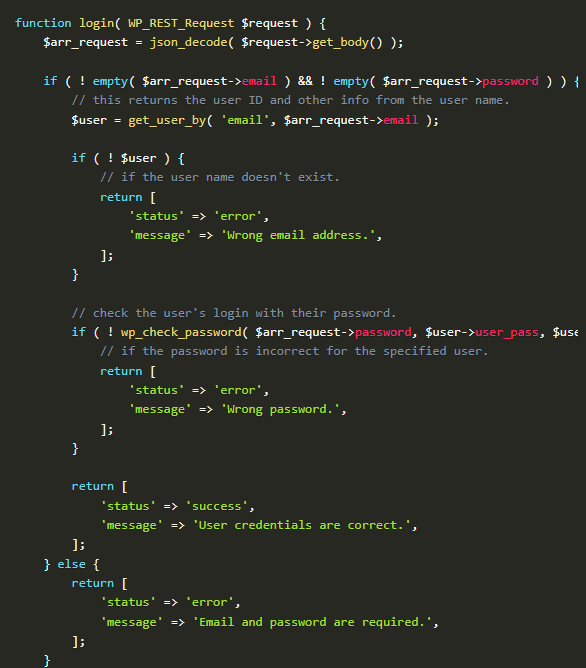 function login( WP_REST_Request $request ) {
    $arr_request = json_decode( $request->get_body() );

    if ( ! empty( $arr_request->email ) && ! empty( $arr_request->password ) ) {
        // this returns the user ID and other info from the user name.
        $user = get_user_by( 'email', $arr_request->email );

        if ( ! $user ) {
            // if the user name doesn't exist.
            return [
                'status' => 'error',
                'message' => 'Wrong email address.',
            ];
        }

        // check the user's login with their password.
        if ( ! wp_check_password( $arr_request->password, $user->user_pass, $use
            // if the password is incorrect for the specified user.
            return [
                'status' => 'error',
                'message' => 'Wrong password.',
            ];
        }

        return [
            'status' => 'success',
            'message' => 'User credentials are correct.',
        ];
    } else {
        return [
            'status' => 'error',
            'message' => 'Email and password are required.',
        ];
    }